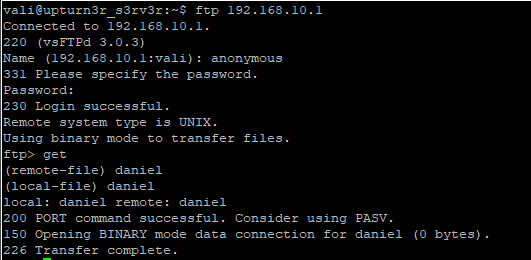 vali@upturn3r_s3rv3r:~$ ftp 192.168.10.1
Connected to 192.168.10.1.
220 (vsFTPd 3.0.3)
Name (192.168.10.1:vali): anonymous
331 Please specify the password.
Password:
230 Login successful.
Remote system type is UNIX.
Using binary mode to transfer files.
ftp> get
(remote-file) daniel
(local-file) daniel
local: daniel remote: daniel
200 PORT command successful. Consider using PASV.
150 Opening BINARY mode data connection for daniel (0 bytes).
226 Transfer complete.